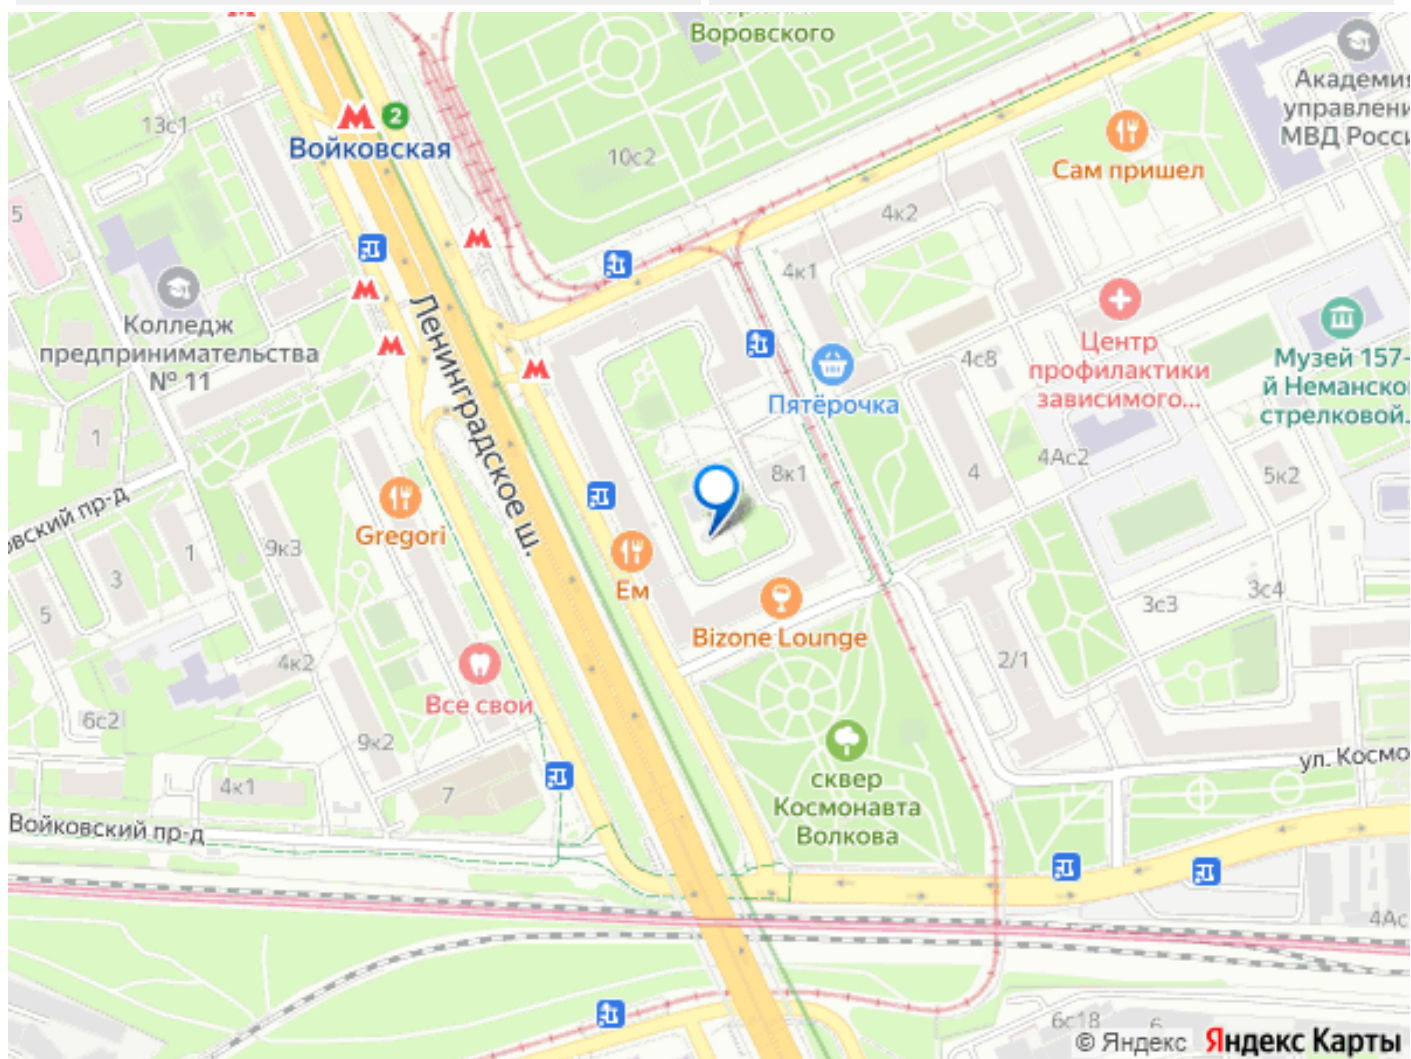 Воровского
Академия
управлени
МВД Росси
13с1
2
Войковская
10с2
Сам пришел
5
4к2
4к1
Колледж
предпринимательства
№ 11
Ленинградское ш.
Центр
профилактики
зависимого...
Музей 157-
й Неманско
стрелковой.
4с8
Пятёрочка
1
4Ас2
4
8к1
5к2
овский пр-д
Gregori
1
9к3
3
Ем
5
3с3
3с4
Bizone Lounge
2/1
4к2
Все свои
6с2
9к2
ул. Космо
сквер
Космонавта
Волкова
4к1
7
Войковский пр-д
4Ас
6с18
© Яндекс Яндекс Карты